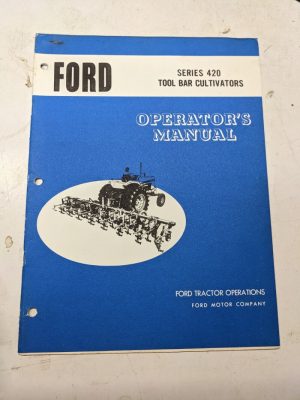 FORD
SERIES 420
TOOL BAR CULTIVATORS
OPERATOR'S
MANUAL
FORD TRACTOR OPERATIONS
FORD MOTOR COMPANY